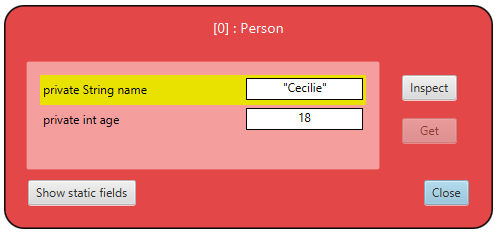 [0] : Person
private String name "Cecilie"
Inspect
private int age 18
Get
Show static fields
Close